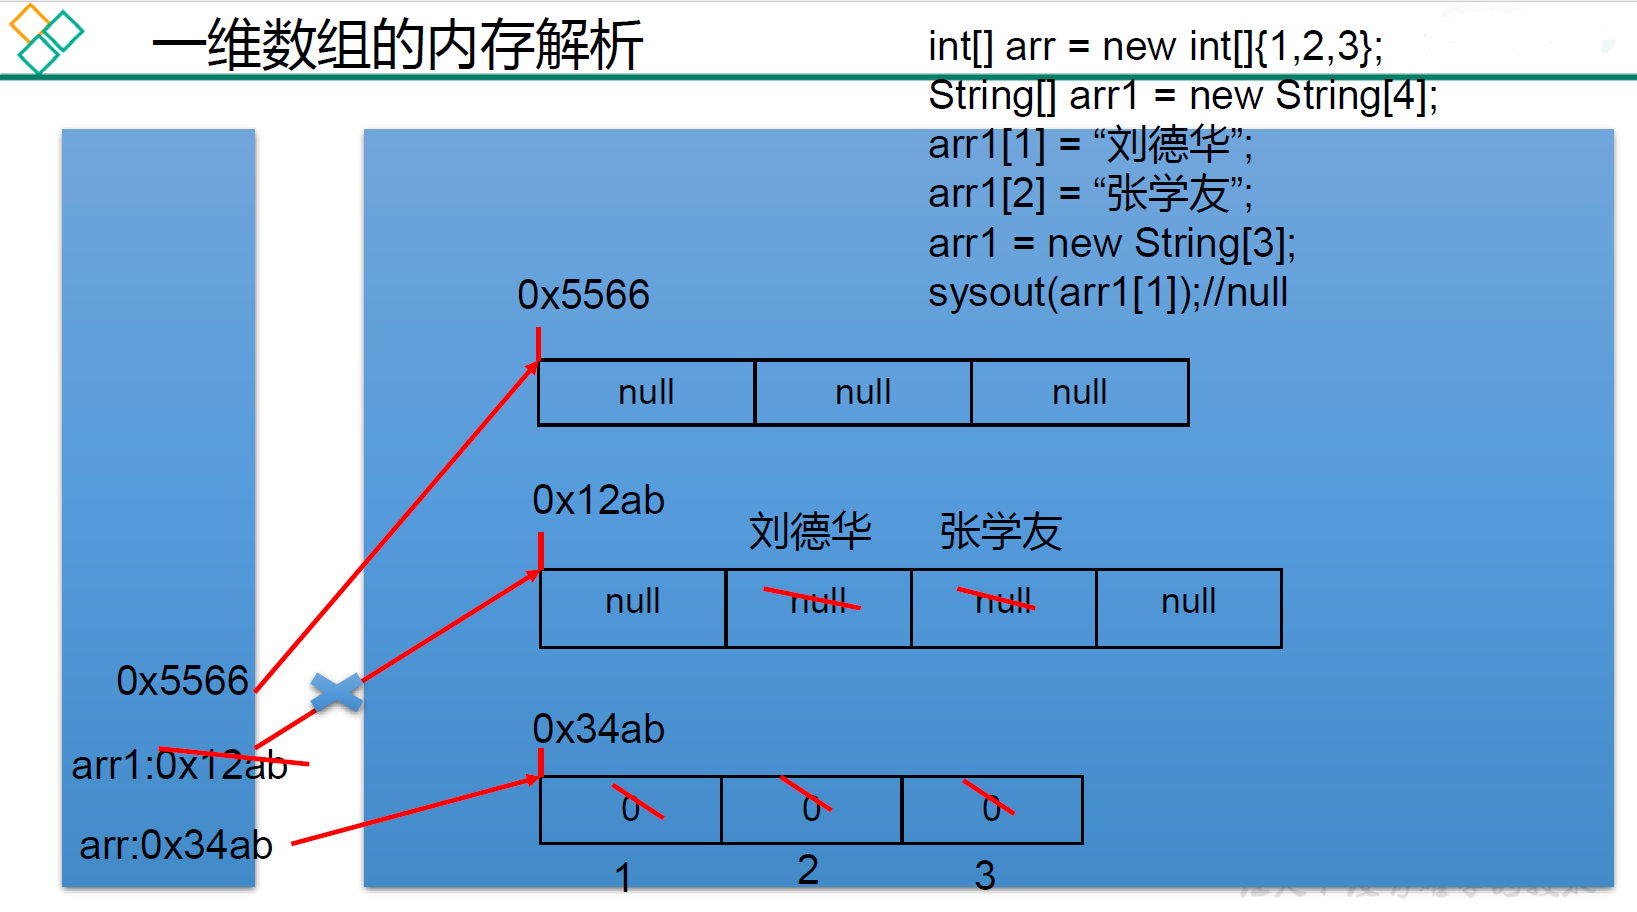 一维数组的内存解析
int[] arr = new int[]{1,2,3};
String[] arr1 = new String[4];
arr1[1] = “刘德华”;
arr1[2] = “张学友”;
arr1 = new String[3];
sysout(arr1[1]);//null
0x5566
null null null
0x12ab
刘德华 张学友
null null null null
0x5566
arr1:0x12ab
0x34ab
0 0 0
arr:0x34ab
1 2 3